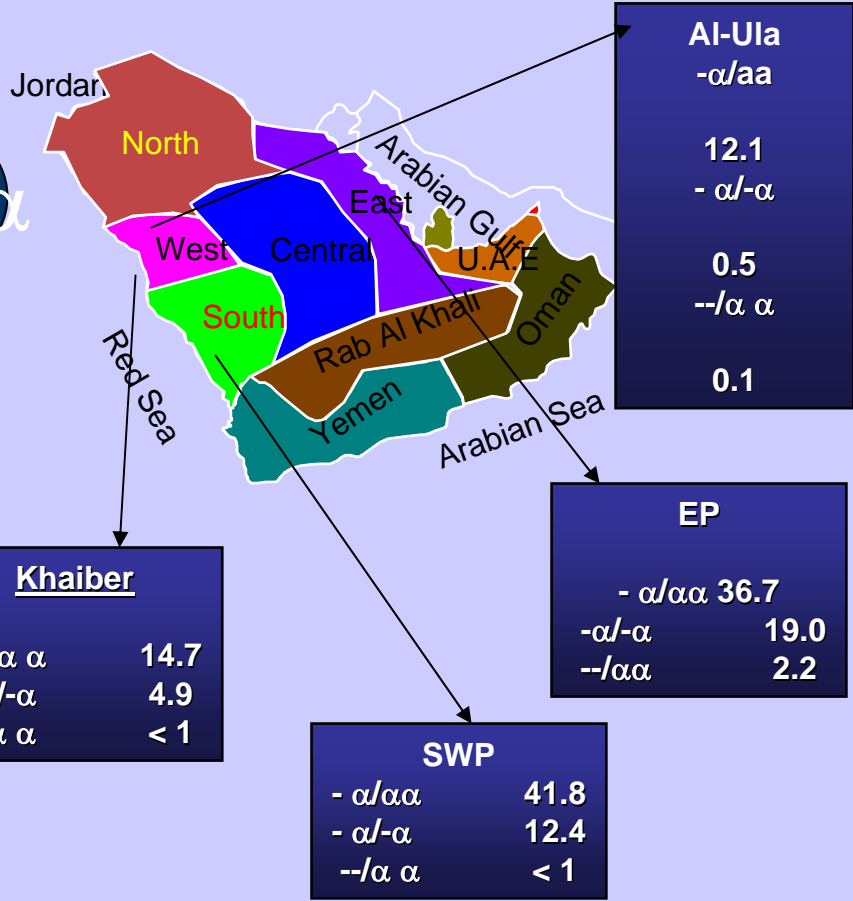 Al-Ula
-α/aa
12.1
- α/-α
0.5
--/α α
0.1
Jordan
North
Arabian Gulf
East
West
Central
U.A.E
South
Rab Al Khali
Oman
Red Sea
Yemen
Arabian Sea
α
EP
- α/αα 36.7
-α/-α 19.0
--/αα 2.2
Khaiber
α α 14.7
/-α 4.9
α α < 1
SWP
- α/αα 41.8
- α/-α 12.4
--/α α < 1